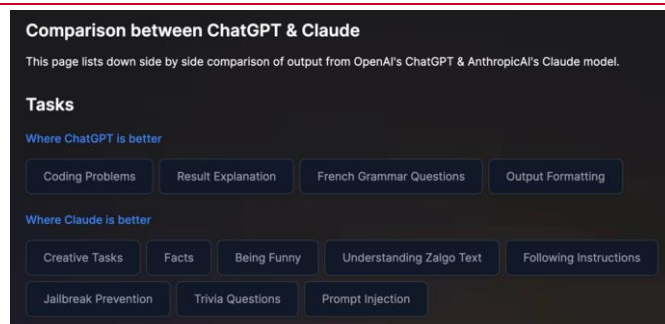 Comparison between ChatGPT & Claude
This page lists down side by side comparison of output from OpenAI's ChatGPT & AnthropicAI's Claude model.
Tasks
Where ChatGPT is better
Coding Problems Result Explanation French Grammar Questions Output Formatting
Where Claude is better
Creative Tasks Facts Being Funny Understanding Zalgo Text Following Instructions
Jailbreak Prevention Trivia Questions Prompt Injection